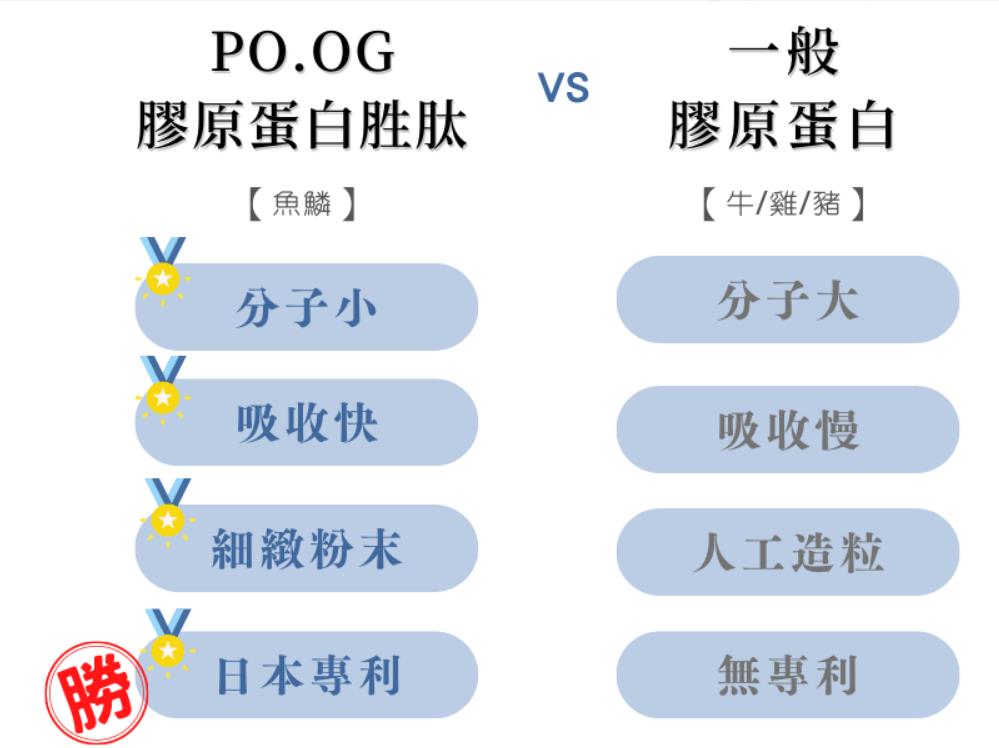 PO.OG
膠原蛋白胜肽
【 魚鱗 】
分子小
吸收快
細緻粉末
日本專利
勝
VS
一般
膠原蛋白
【 牛/雞/豬 】
分子大
吸收慢
人工造粒
無專利